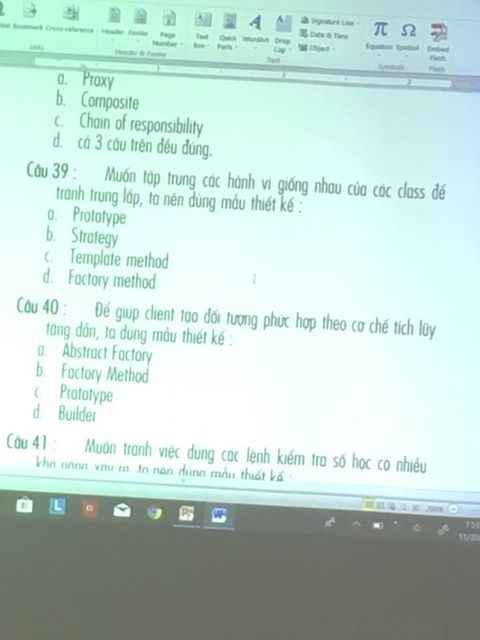 Bookmark Cross-reference
Header Footer Page Number
Text Box Quick Parts WordArt Drop Cap
Signature Line
Date & Time
Object
Equation Symbol
Embed Flash
Links
Header & Footer
Text
Symbols
Flash
a. Proxy
b. Composite
c. Chain of responsibility
d. cả 3 câu trên đều đúng.
Câu 39 : Muốn tập trung các hành vi giống nhau của các class để
tránh trùng lắp, ta nên dùng mẫu thiết kế :
a. Prototype
b. Strategy
c. Template method
d. Factory method
Câu 40 : Để giúp client tạo đối tượng phức hợp theo cơ chế tích lũy
tăng dần, ta dùng mẫu thiết kế :
a. Abstract Factory
b. Factory Method
c. Prototype
d. Builder
Câu 41 : Muốn tránh việc dùng các lệnh kiểm tra số học có nhiều
khả năng xảy ra, ta nên dùng mẫu thiết kế :
200%